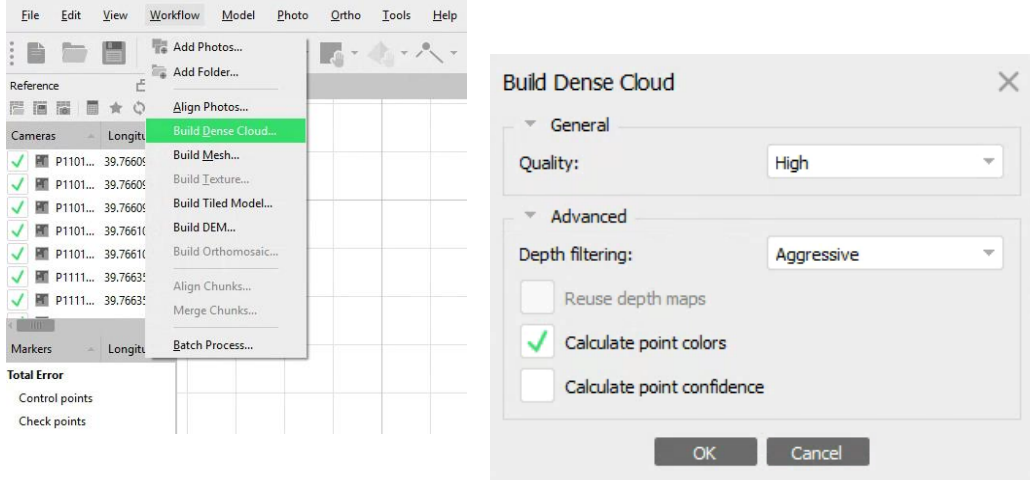 File Edit View Workflow Model Photo Ortho Tools Help
Add Photos...
Add Folder...
Reference
Align Photos...
Cameras Longitu
Build Dense Cloud...
P1101... 39.76609
Build Mesh...
P1101... 39.76609
Build Texture...
P1101... 39.76609
Build Tiled Model...
P1101... 39.76610
Build DEM...
P1101... 39.76610
Build Orthomosaic...
P1111... 39.76635
Align Chunks...
P1111... 39.76635
Merge Chunks...
Markers Longitu
Batch Process...
Total Error
Control points
Check points
Build Dense Cloud
General
Quality: High
Advanced
Depth filtering: Aggressive
Reuse depth maps
Calculate point colors
Calculate point confidence
OK Cancel